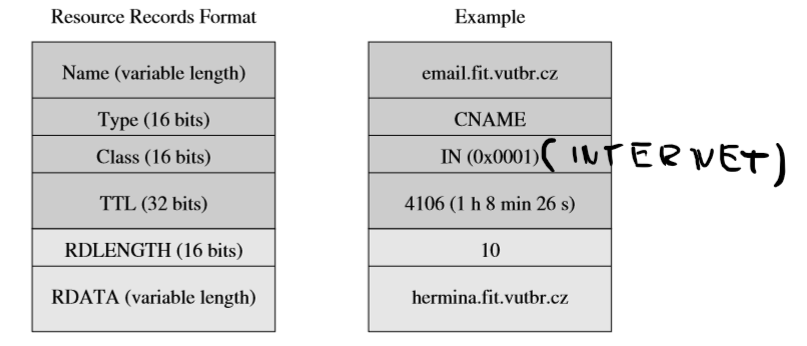 Resource Records Format
Example
Name (variable length)
email.fit.vutbr.cz
Type (16 bits)
CNAME
Class (16 bits)
IN (0x0001) (INTERNET)
TTL (32 bits)
4106 (1 h 8 min 26 s)
RDLENGTH (16 bits)
10
RDATA (variable length)
hermina.fit.vutbr.cz